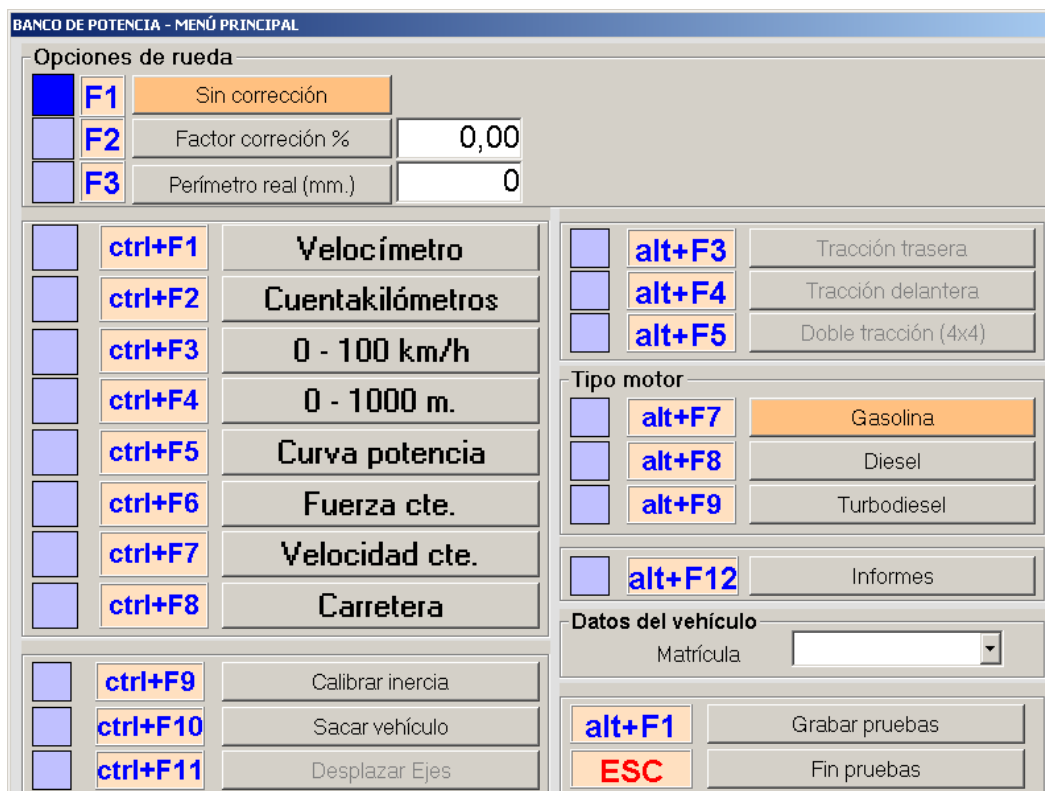 BANCO DE POTENCIA - MENÚ PRINCIPAL
Opciones de rueda
F1 Sin corrección
F2 Factor correción % 0,00
F3 Perímetro real (mm.) 0
ctrl+F1 Velocímetro
ctrl+F2 Cuentakilómetros
ctrl+F3 0 - 100 km/h
ctrl+F4 0 - 1000 m.
ctrl+F5 Curva potencia
ctrl+F6 Fuerza cte.
ctrl+F7 Velocidad cte.
ctrl+F8 Carretera
ctrl+F9 Calibrar inercia
ctrl+F10 Sacar vehículo
ctrl+F11 Desplazar Ejes
alt+F3 Tracción trasera
alt+F4 Tracción delantera
alt+F5 Doble tracción (4x4)
Tipo motor
alt+F7 Gasolina
alt+F8 Diesel
alt+F9 Turbodiesel
alt+F12 Informes
Datos del vehículo
Matrícula
alt+F1 Grabar pruebas
ESC Fin pruebas